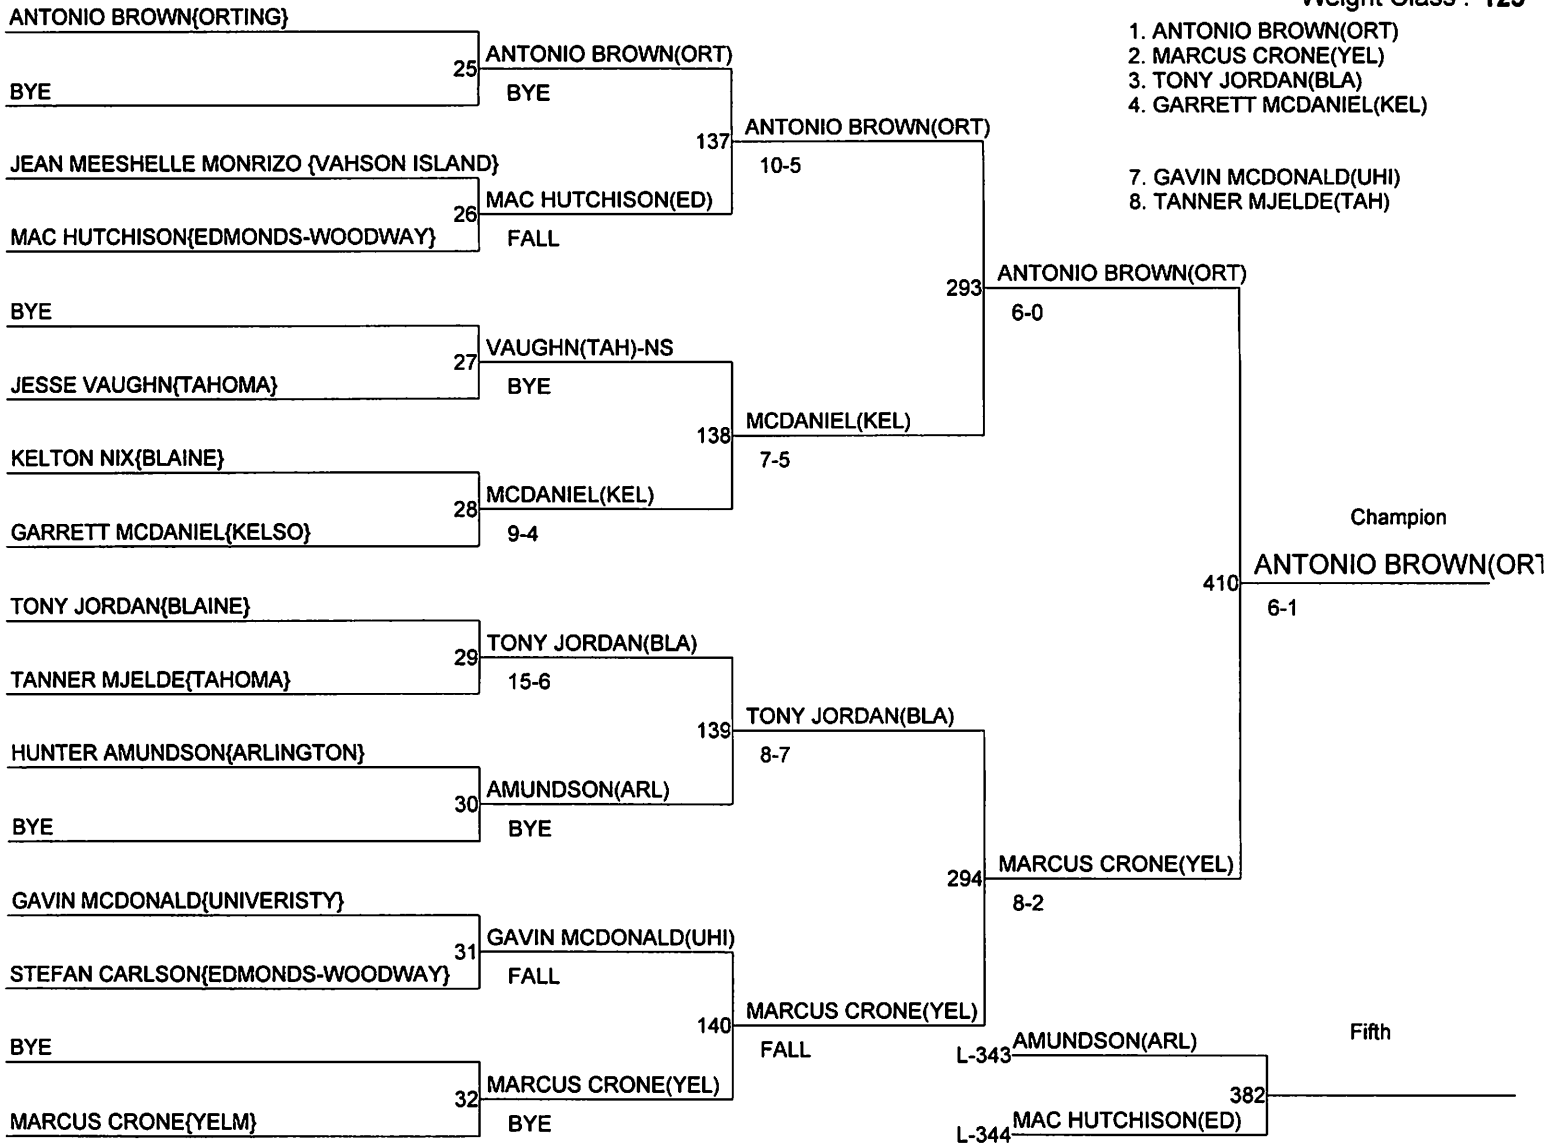 Weight Class : 125
1. ANTONIO BROWN(ORT)
2. MARCUS CRONE(YEL)
3. TONY JORDAN(BLA)
4. GARRETT MCDANIEL(KEL)
7. GAVIN MCDONALD(UHI)
8. TANNER MJELDE(TAH)
ANTONIO BROWN{ORTING}
25
BYE
ANTONIO BROWN(ORT)
BYE
JEAN MEESHELLE MONRIZO {VAHSON ISLAND}
26
MAC HUTCHISON{EDMONDS-WOODWAY}
MAC HUTCHISON(ED)
FALL
BYE
27
JESSE VAUGHN{TAHOMA}
VAUGHN(TAH)-NS
BYE
KELTON NIX{BLAINE}
28
GARRETT MCDANIEL{KELSO}
MCDANIEL(KEL)
9-4
TONY JORDAN{BLAINE}
29
TANNER MJELDE{TAHOMA}
TONY JORDAN(BLA)
15-6
HUNTER AMUNDSON{ARLINGTON}
30
BYE
AMUNDSON(ARL)
BYE
GAVIN MCDONALD{UNIVERISTY}
31
STEFAN CARLSON{EDMONDS-WOODWAY}
GAVIN MCDONALD(UHI)
FALL
BYE
32
MARCUS CRONE{YELM}
MARCUS CRONE(YEL)
BYE
137
ANTONIO BROWN(ORT)
10-5
138
MCDANIEL(KEL)
7-5
139
TONY JORDAN(BLA)
8-7
140
MARCUS CRONE(YEL)
FALL
293
ANTONIO BROWN(ORT)
6-0
294
MARCUS CRONE(YEL)
8-2
410
Champion
ANTONIO BROWN(ORT
6-1
L-343
AMUNDSON(ARL)
382
L-344
MAC HUTCHISON(ED)
Fifth